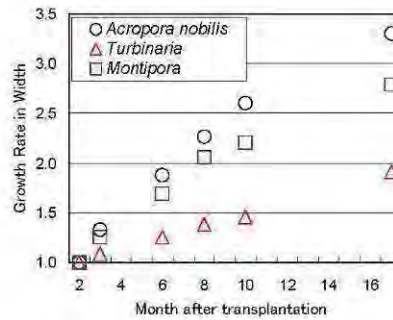 3.5
Acropora nobilis
Turbinaria
Montipora
3.0
2.5
2.0
1.5
1.0
Growth Rate in Width
2 4 6 8 10 12 14 16
Month after transplantation